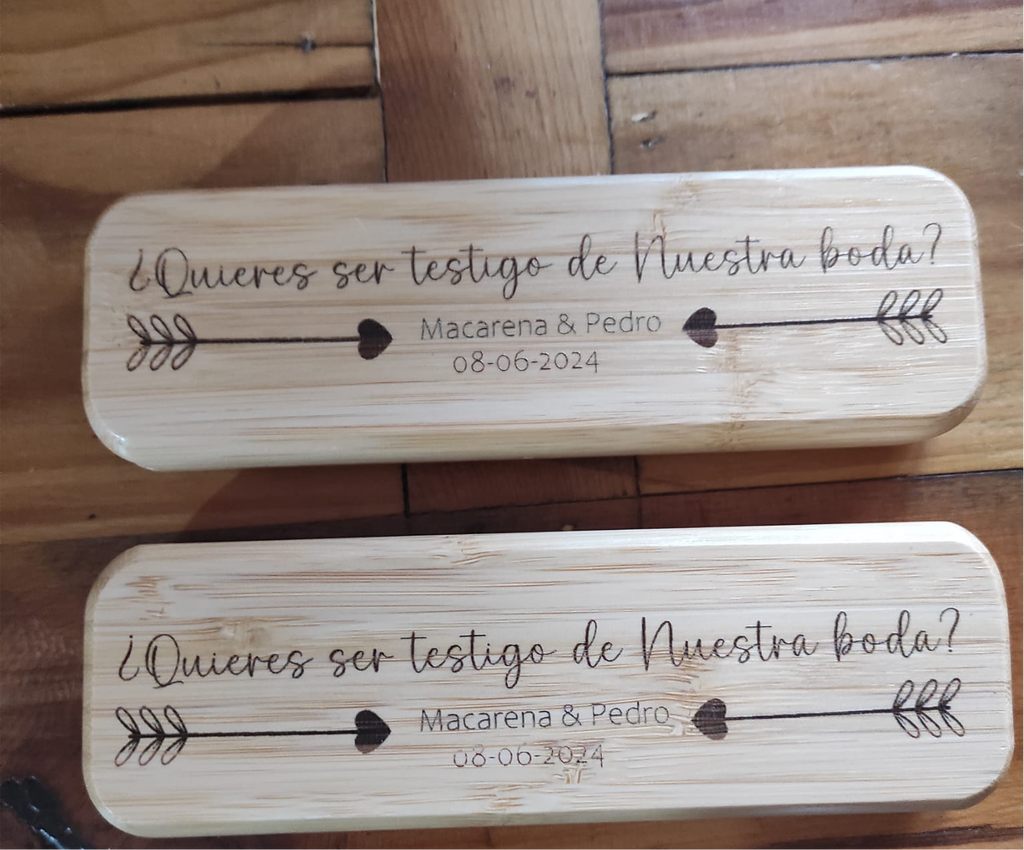 ¿Quieres ser testigo de Nuestra boda?
Macarena & Pedro
08-06-2024
¿Quieres ser testigo de Nuestra boda?
Macarena & Pedro
08-06-2024